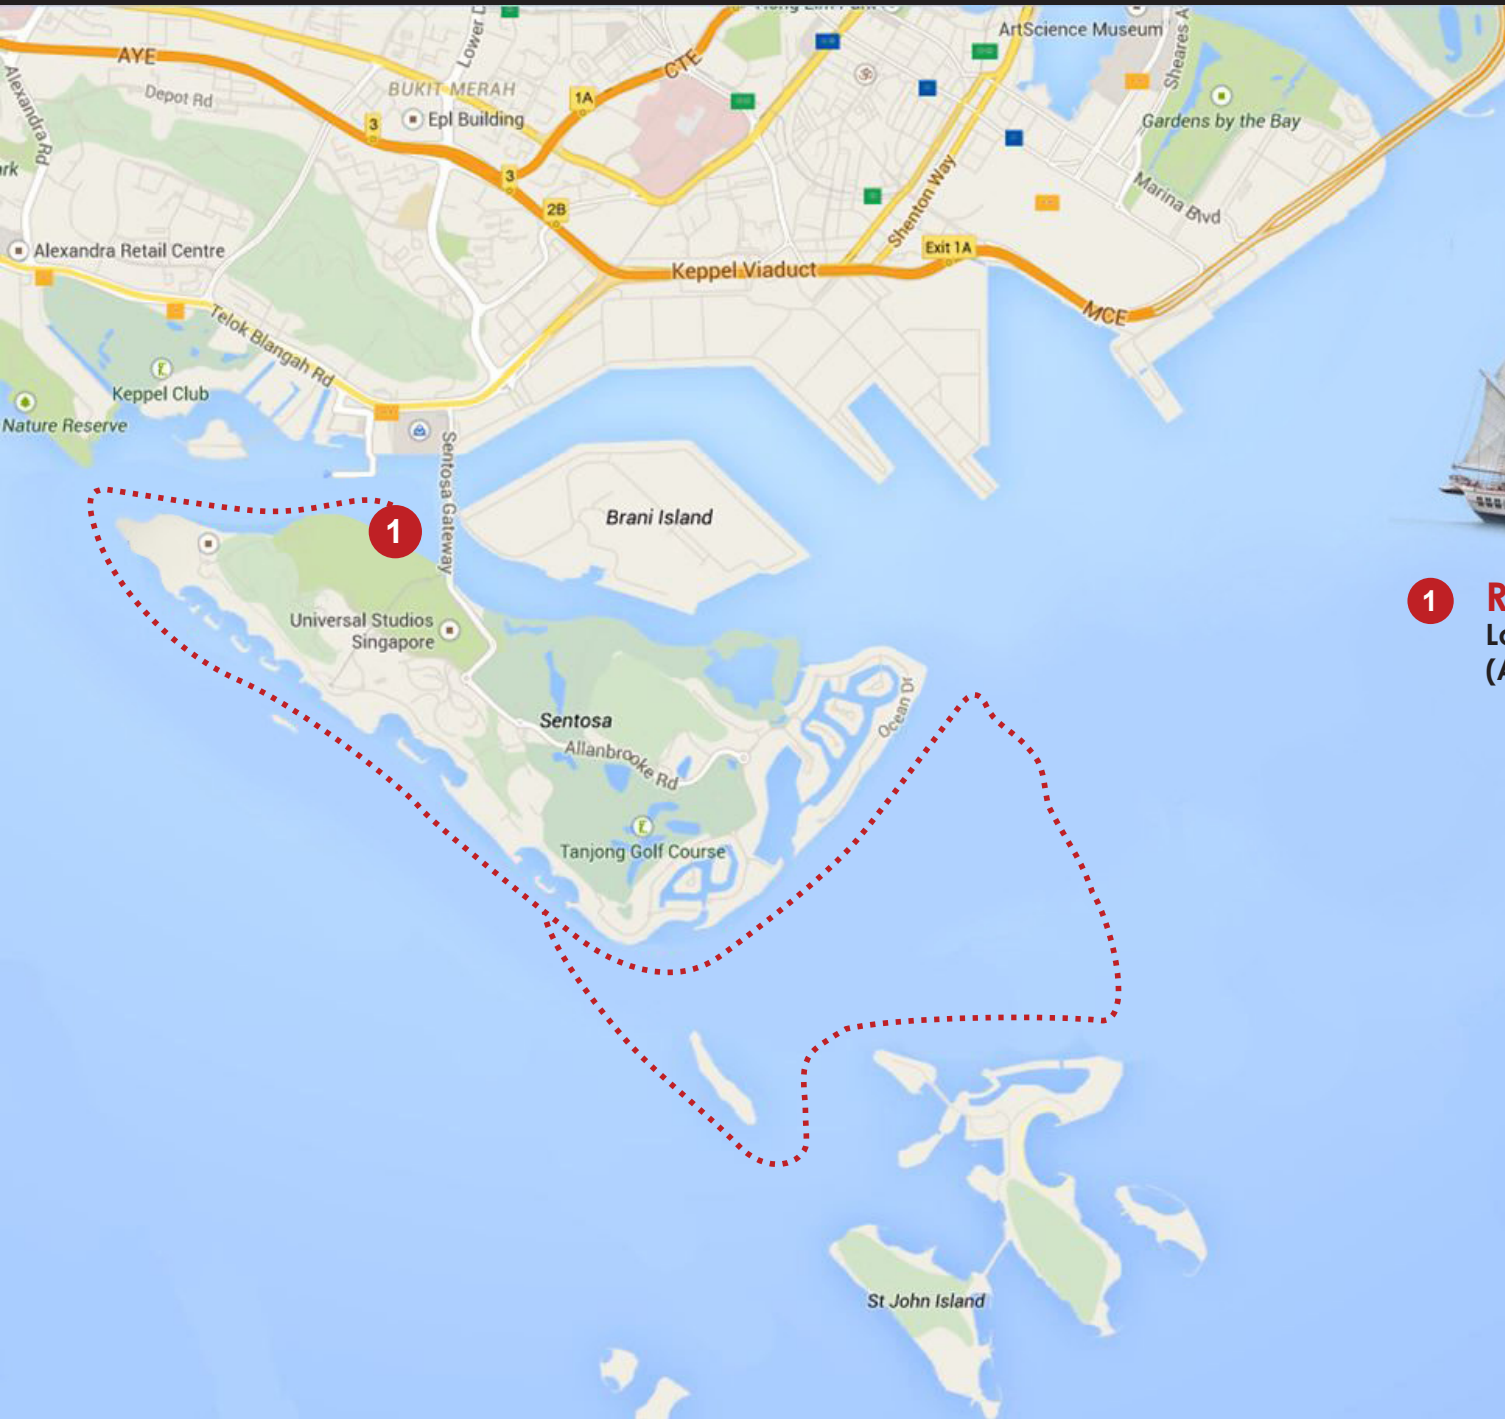 ArtScience Museum
Sheares A
Lower D
AYE
CTE
BUKIT MERAH
Depot Rd
Alexandra Rd
1A
Epl Building
3
Gardens by the Bay
ark
3
Shenton Way
Marina Blvd
2B
Alexandra Retail Centre
Exit 1A
Keppel Viaduct
MCE
Telok Blangah Rd
Keppel Club
Nature Reserve
Sentosa Gateway
Brani Island
1
Universal Studios
Singapore
Ocean Dr
Sentosa
Allanbrooke Rd
Tanjong Golf Course
St John Island
1 R
Lo
(A